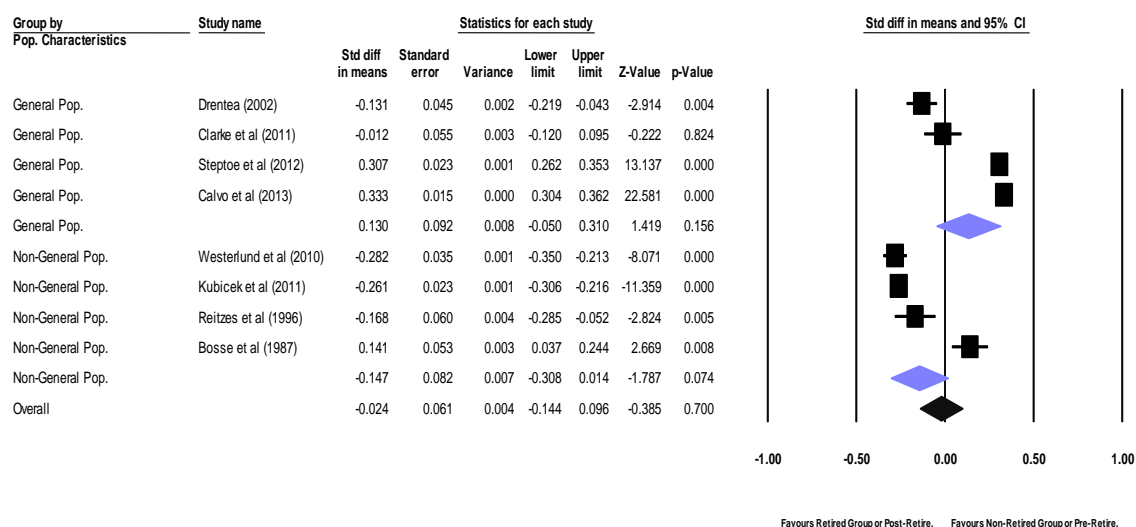 Group by Study name Statistics for each study Std diff in means and 95% CI
Pop. Characteristics
Std diff Standard Lower Upper
in means error Variance limit limit Z-Value p-Value
General Pop. Drentea (2002) -0.131 0.045 0.002 -0.219 -0.043 -2.914 0.004
General Pop. Clarke et al (2011) -0.012 0.055 0.003 -0.120 0.095 -0.222 0.824
General Pop. Steptoe et al (2012) 0.307 0.023 0.001 0.262 0.353 13.137 0.000
General Pop. Calvo et al (2013) 0.333 0.015 0.000 0.304 0.362 22.581 0.000
General Pop. 0.130 0.092 0.008 -0.050 0.310 1.419 0.156
Non-General Pop. Westerlund et al (2010) -0.282 0.035 0.001 -0.350 -0.213 -8.071 0.000
Non-General Pop. Kubicek et al (2011) -0.261 0.023 0.001 -0.306 -0.216 -11.359 0.000
Non-General Pop. Reitzes et al (1996) -0.168 0.060 0.004 -0.285 -0.052 -2.824 0.005
Non-General Pop. Bosse et al (1987) 0.141 0.053 0.003 0.037 0.244 2.669 0.008
Non-General Pop. -0.147 0.082 0.007 -0.308 0.014 -1.787 0.074
Overall -0.024 0.061 0.004 -0.144 0.096 -0.385 0.700
-1.00 -0.50 0.00 0.50 1.00
Favours Retired Group or Post-Retire. Favours Non-Retired Group or Pre-Retire.